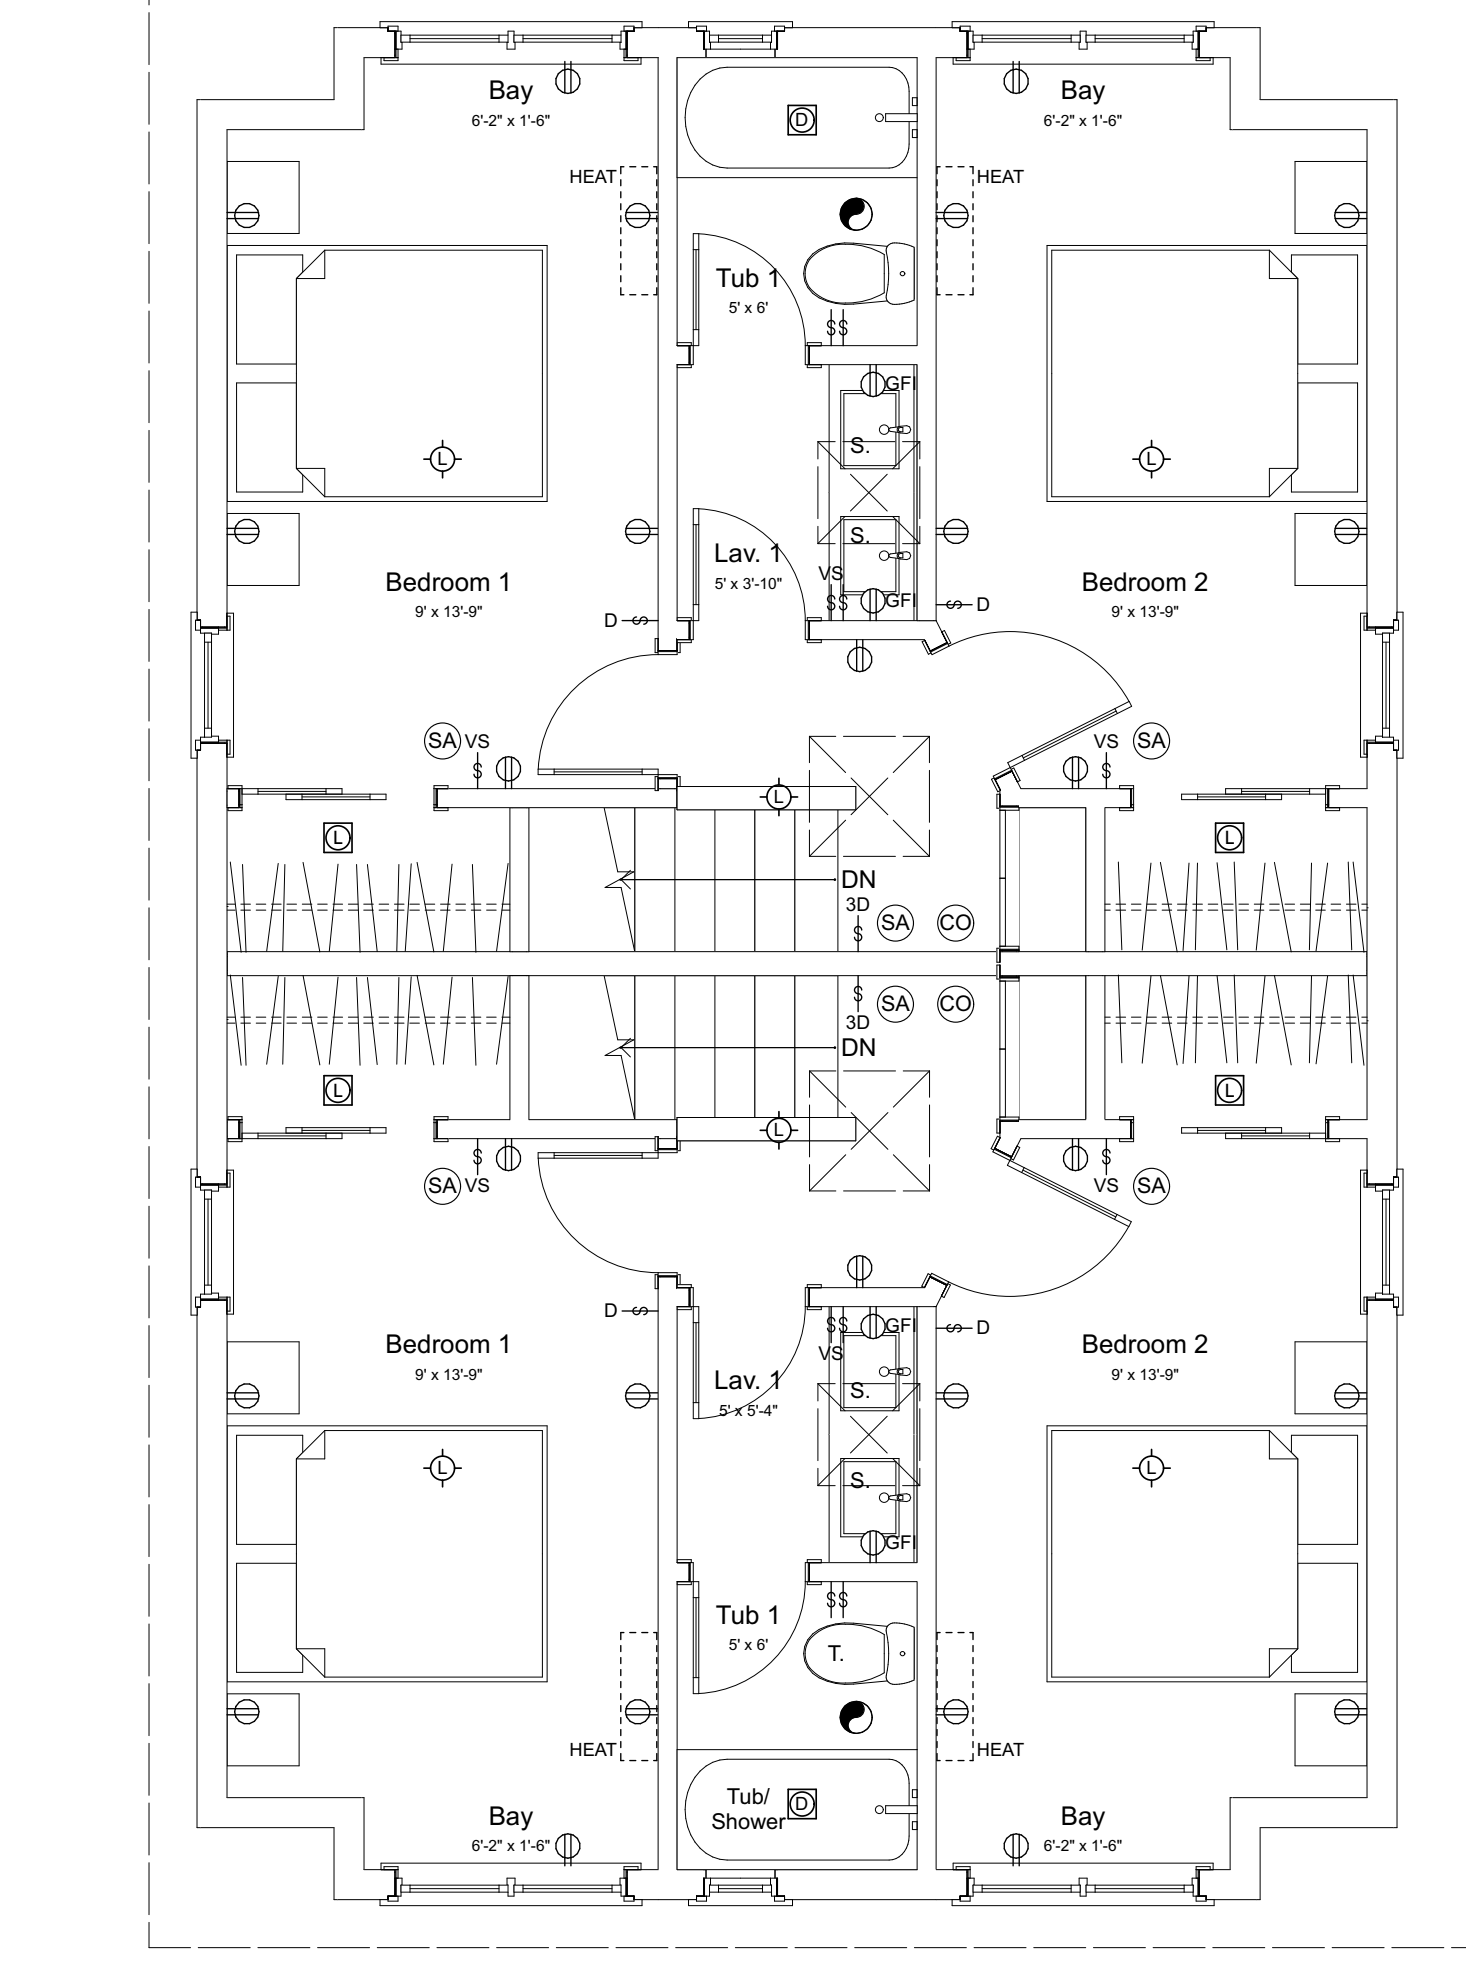 Bay
6'-2" x 1'-6"
Bay
6'-2" x 1'-6"
D
HEAT
HEAT
Tub 1
5' x 6'
SS
GFI
S.
L
L
S.
Lav. 1
5' x 3'-10"
VS
SS
GFI
Bedroom 1
9' x 13'-9"
Bedroom 2
9' x 13'-9"
D S
S D
SA VS
S
VS SA
S
L
L
L
DN
3D
S
SA CO
S
3D
SA CO
DN
L
L
L
S
SA VS
S
VS SA
D S
S D
SS
GFI
VS
Bedroom 1
9' x 13'-9"
Lav. 1
5' x 5'-4"
S.
Bedroom 2
9' x 13'-9"
L
L
S.
GFI
SS
Tub 1
5' x 6'
T.
HEAT
HEAT
Tub/
Shower
D
Bay
6'-2" x 1'-6"
Bay
6'-2" x 1'-6"